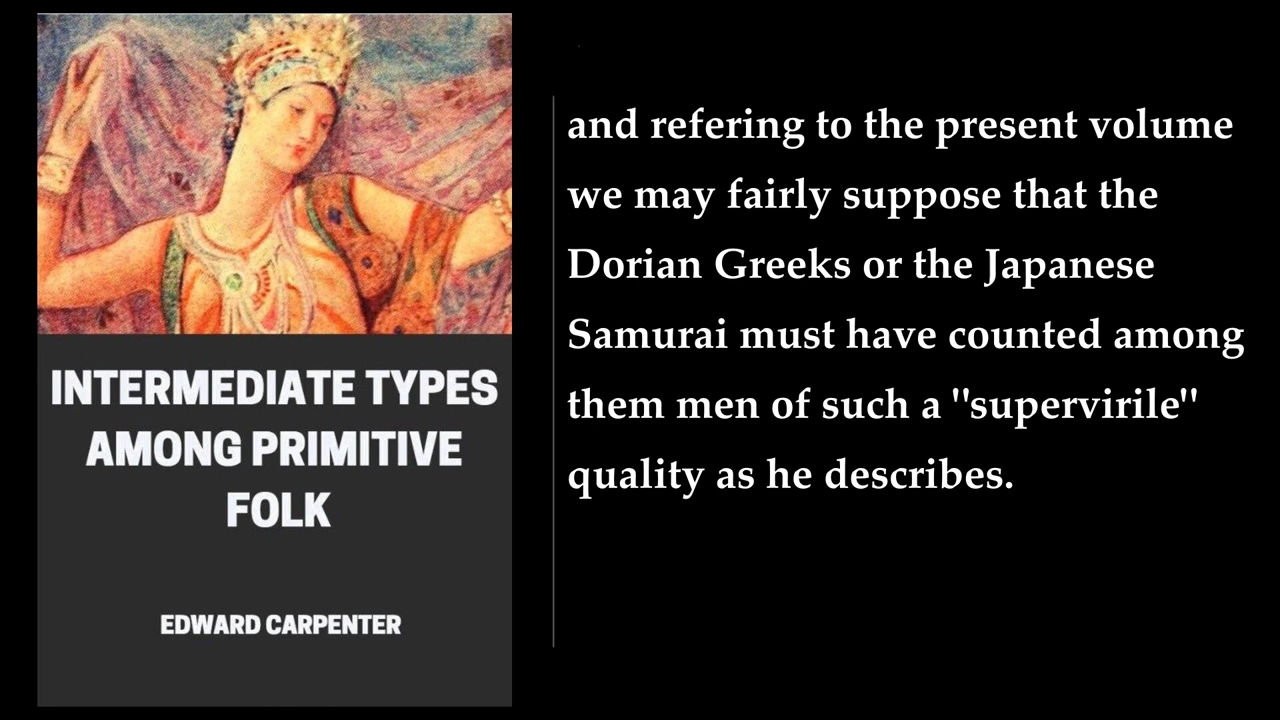 INTERMEDIATE TYPES
AMONG PRIMITIVE
FOLK
EDWARD CARPENTER
and refering to the present volume
we may fairly suppose that the
Dorian Greeks or the Japanese
Samurai must have counted among
them men of such a "supervirile"
quality as he describes.